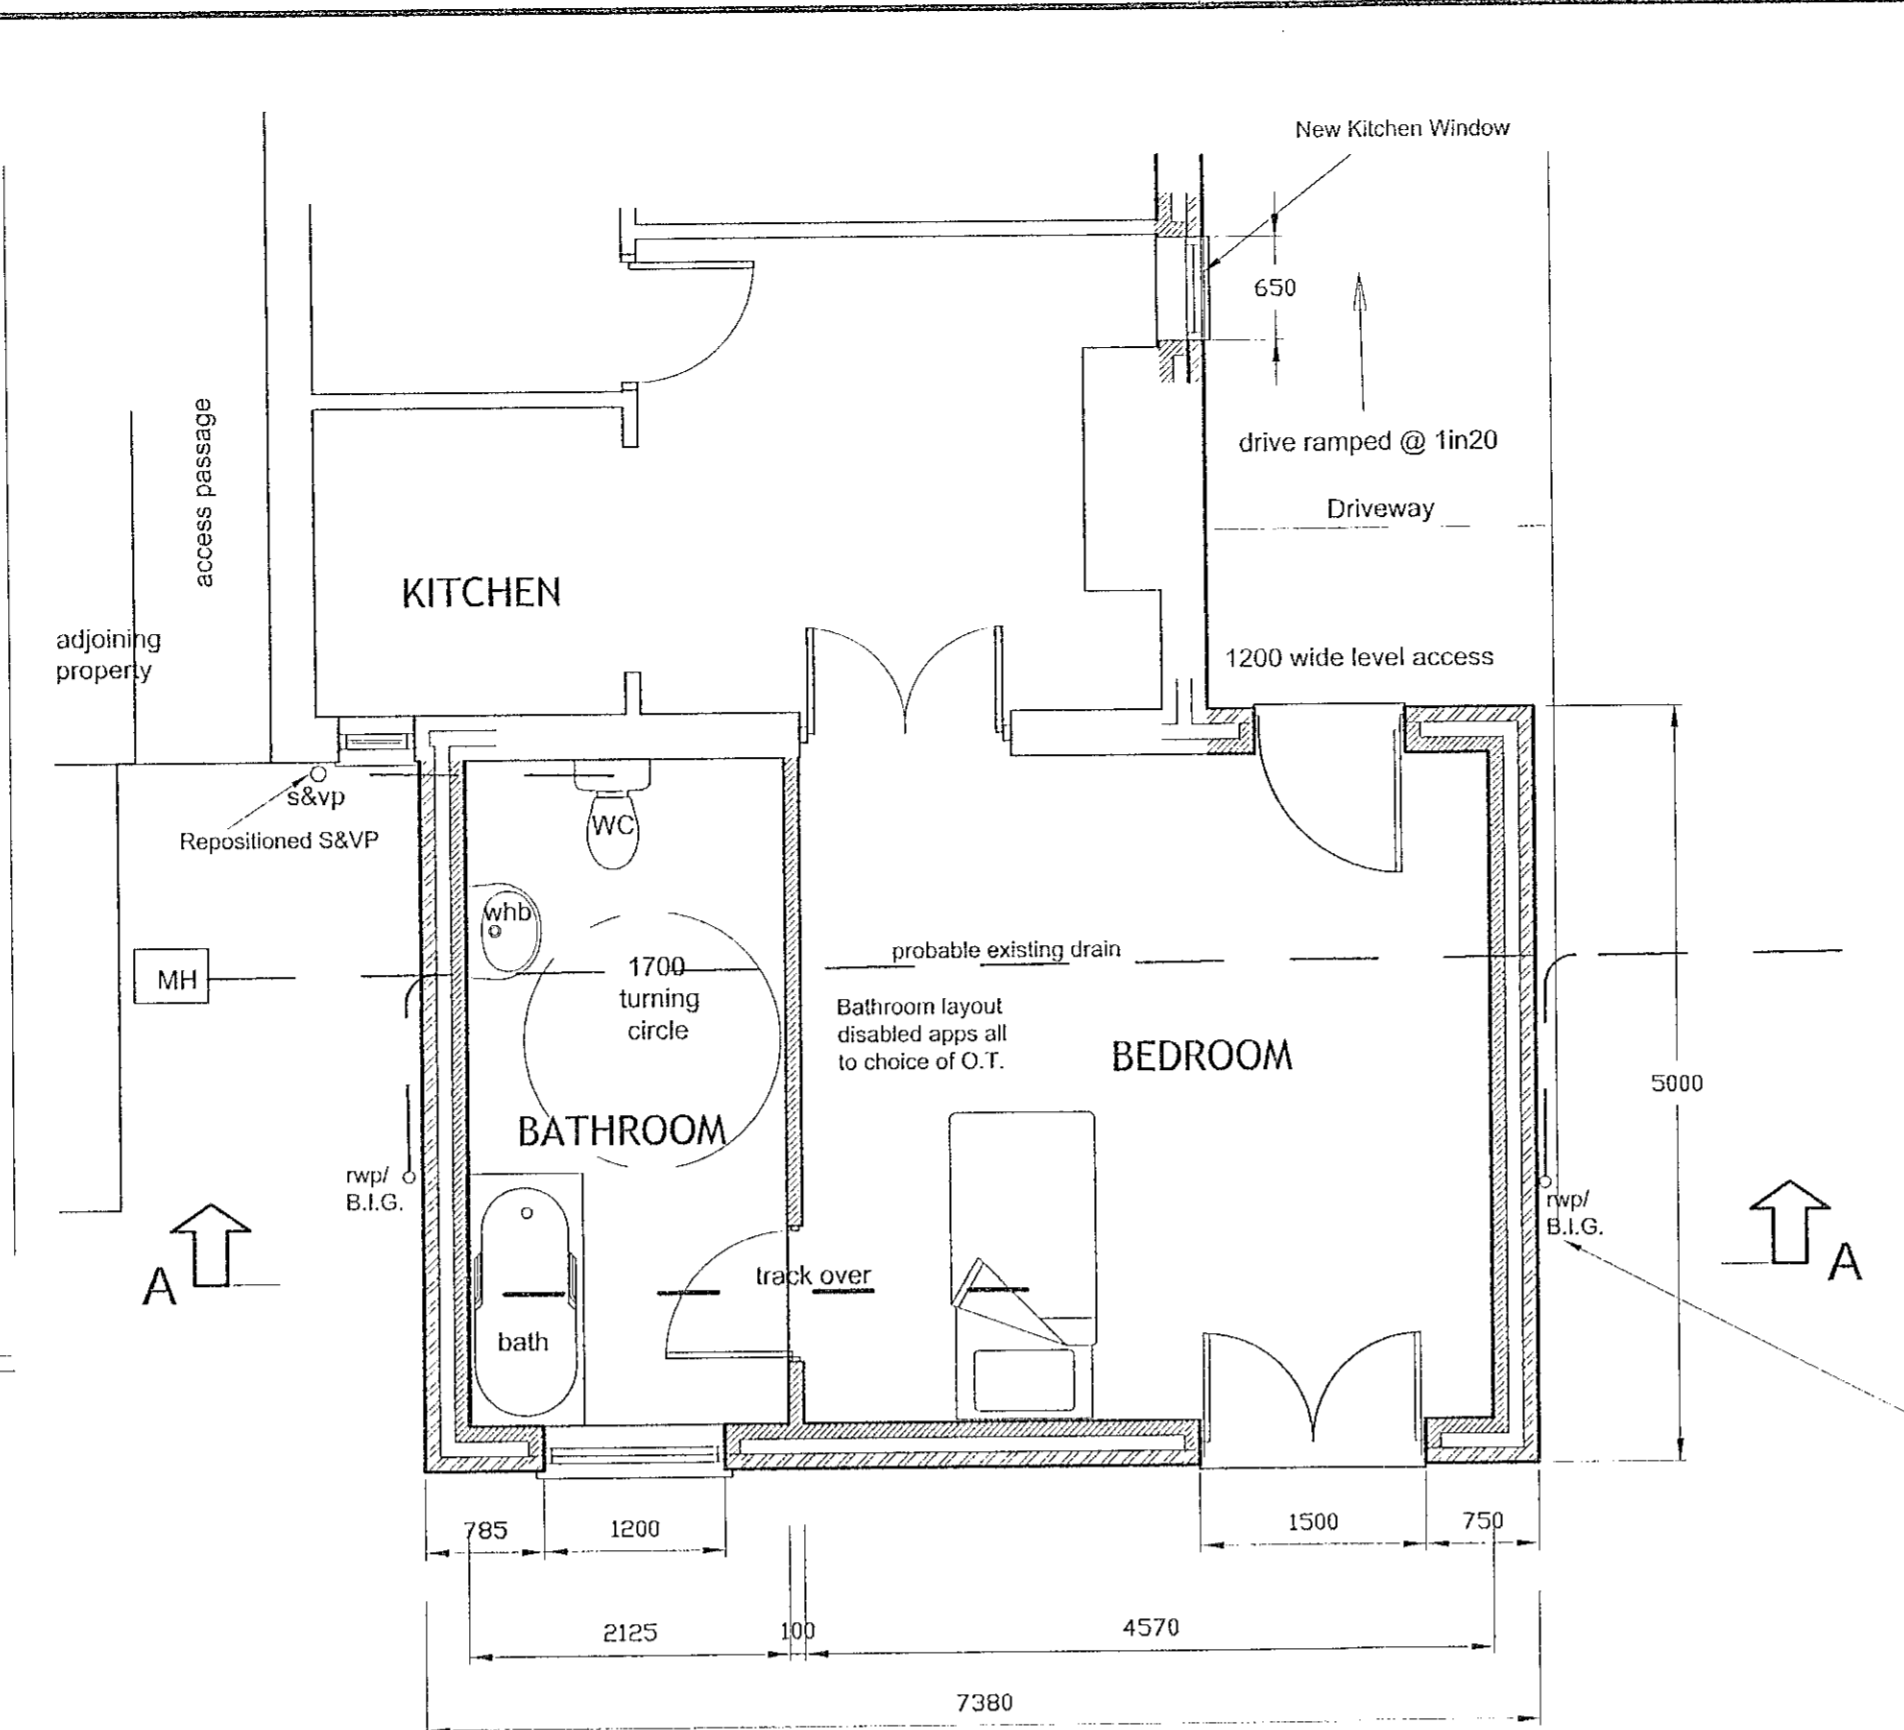 New Kitchen Window
650
drive ramped @ 1in20
Driveway
access passage
KITCHEN
adjoining
property
1200 wide level access
s&vp
Repositioned S&VP
WC
whb
MH
1700
turning
circle
probable existing drain
Bathroom layout
disabled apps all
to choice of O.T.
BEDROOM
5000
BATHROOM
rwp/
B.I.G.
rwp/
B.I.G.
A
A
track over
bath
785
1200
1500
750
2125
100
4570
7380